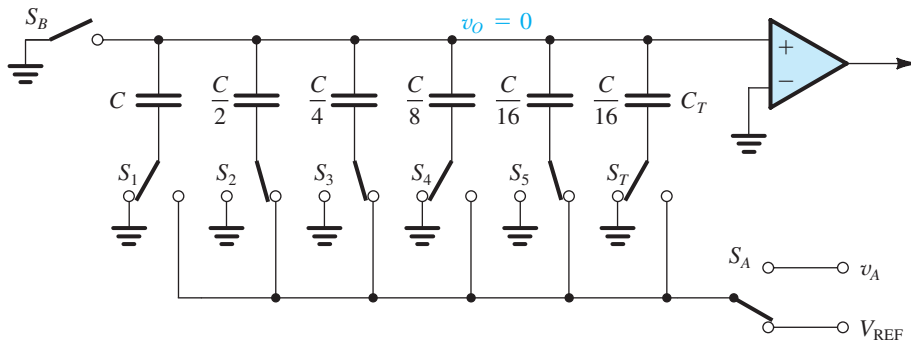 S_B
v_O = 0
+
−
C
C/2
C/4
C/8
C/16
C/16
C_T
S_1
S_2
S_3
S_4
S_5
S_T
S_A
v_A
V_REF